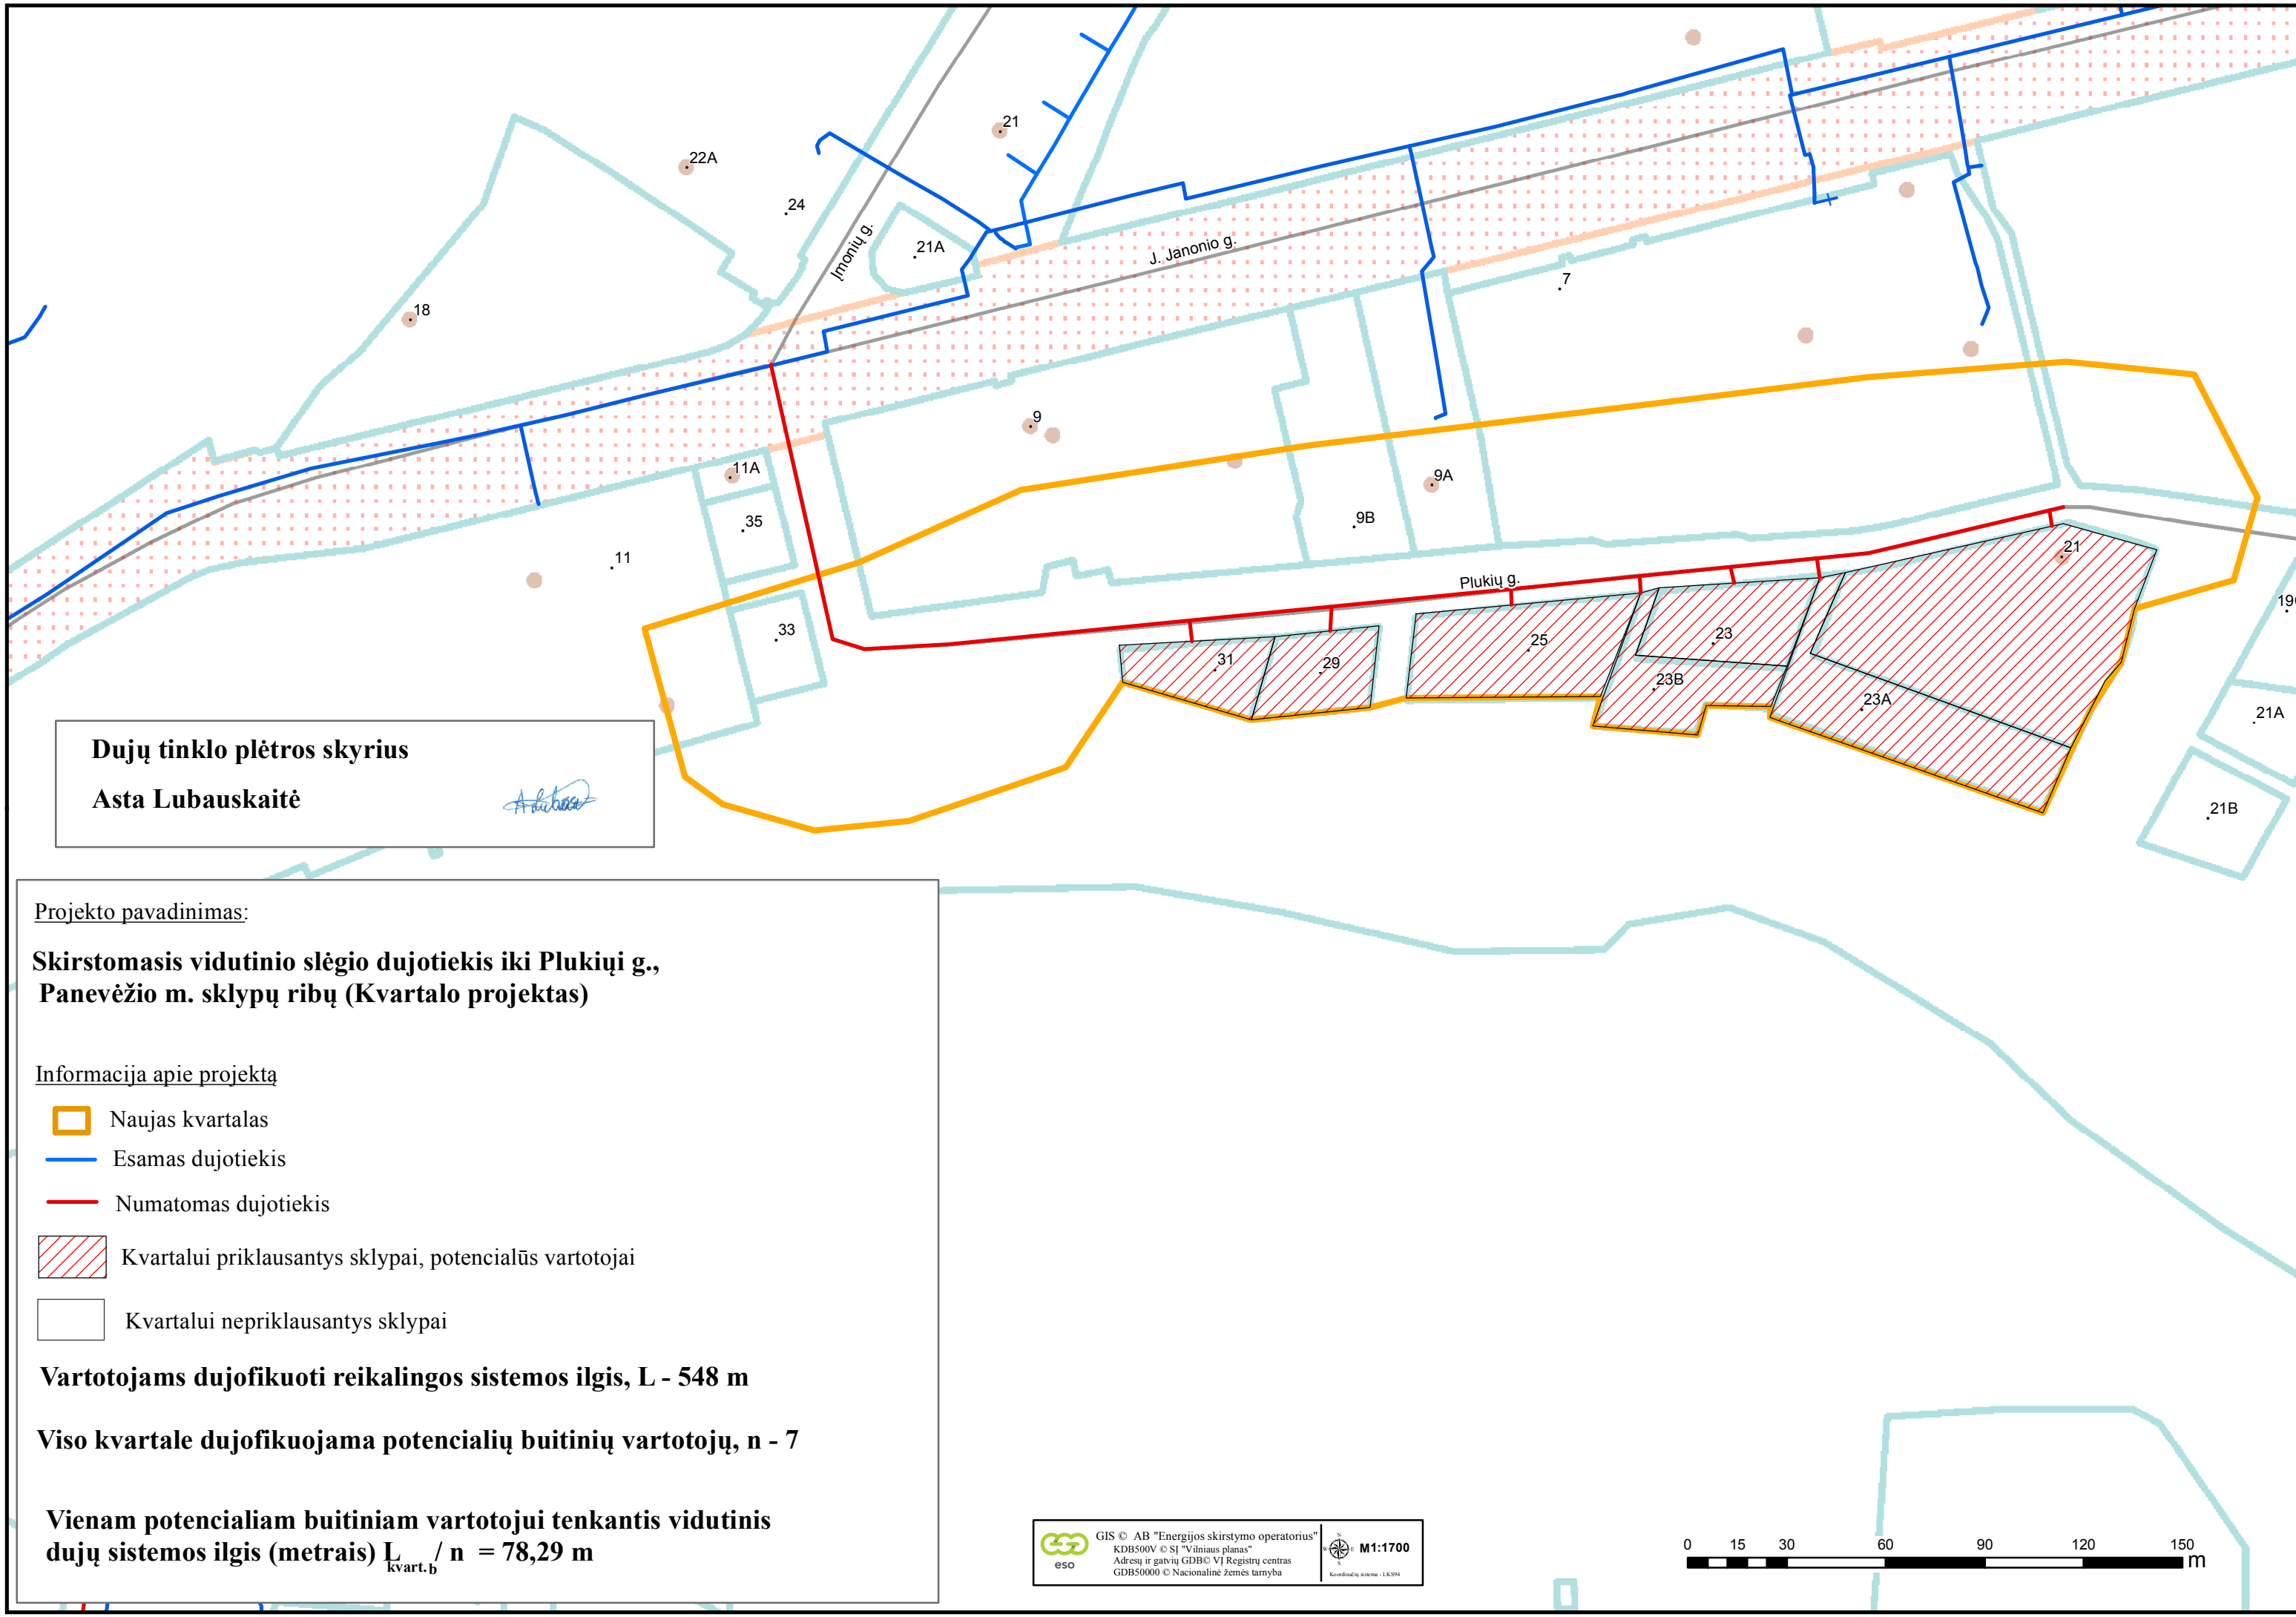 21
22A
24
21A
Įmonių g.
J. Janonio g.
18
7
9
11A
35
9A
9B
11
21
Plukių g.
33
31
29
25
23
23B
23A
21A
21B
Dujų tinklo plėtros skyrius
Asta Lubauskaitė
Projekto pavadinimas:
Skirstomasis vidutinio slėgio dujotiekis iki Plukiųi g.,
Panevėžio m. sklypų ribų (Kvartalo projektas)
Informacija apie projektą
Naujas kvartalas
Esamas dujotiekis
Numatomas dujotiekis
Kvartalui priklausantys sklypai, potencialūs vartotojai
Kvartalui nepriklausantys sklypai
Vartotojams dujofikuoti reikalingos sistemos ilgis, L - 548 m
Viso kvartale dujofikuojama potencialių buitinių vartotojų, n - 7
Vienam potencialiam buitiniam vartotojui tenkantis vidutinis
dujų sistemos ilgis (metrais) L kvart.b / n = 78,29 m
eso
GIS © AB "Energijos skirstymo operatorius"
KDB500V © SĮ "Vilniaus planas"
Adresų ir gatvių GDB© VĮ Registrų centras
GDB50000 © Nacionalinė žemės tarnyba
N
W E
S
M1:1700
Koordinačių sistema - LKS94
0 15 30 60 90 120 150
m